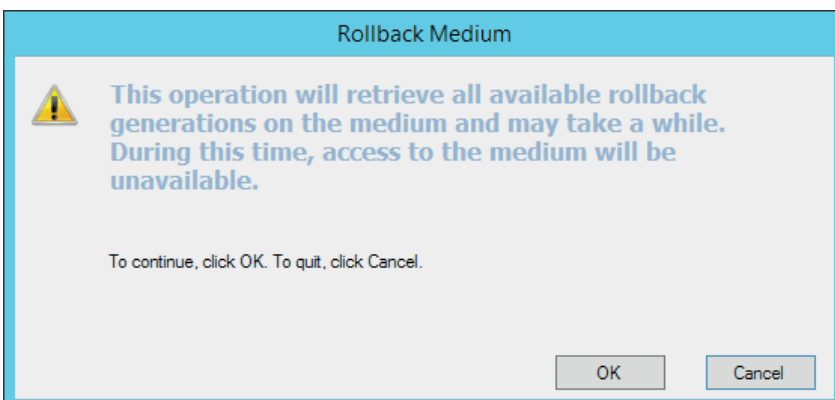 Rollback Medium
This operation will retrieve all available rollback
generations on the medium and may take a while.
During this time, access to the medium will be
unavailable.
To continue, click OK. To quit, click Cancel.
OK Cancel